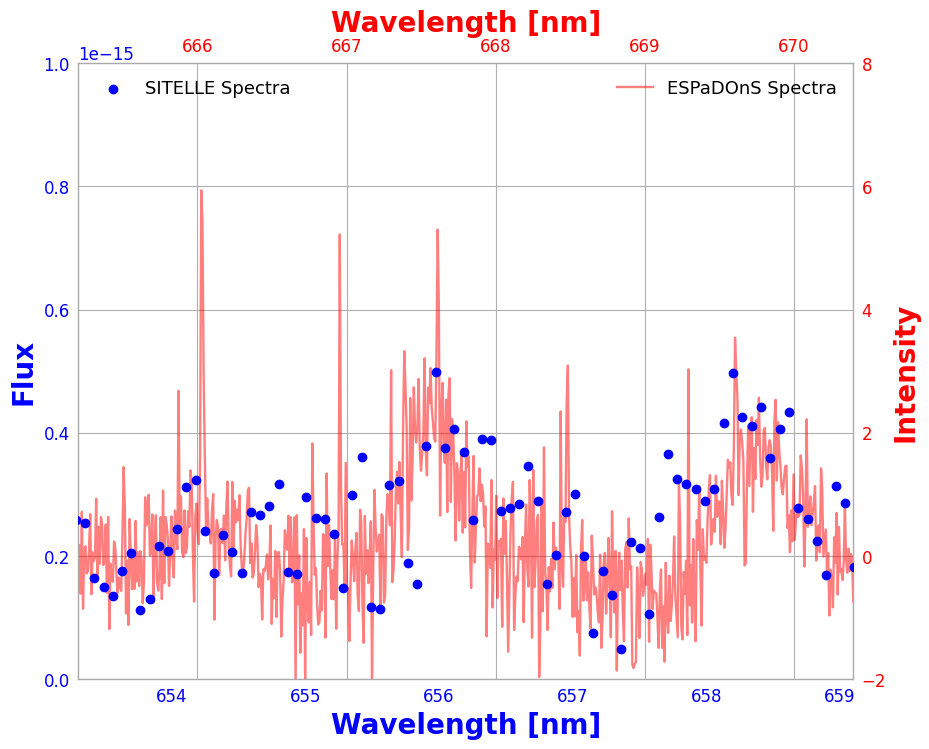 Wavelength [nm]
666 667 668 669 670
1e−15
1.0 8
SITELLE Spectra ESPaDOnS Spectra
0.8 6
0.6 4
Flux
Intensity
0.4 2
0.2 0
0.0 −2
654 655 656 657 658 659
Wavelength [nm]